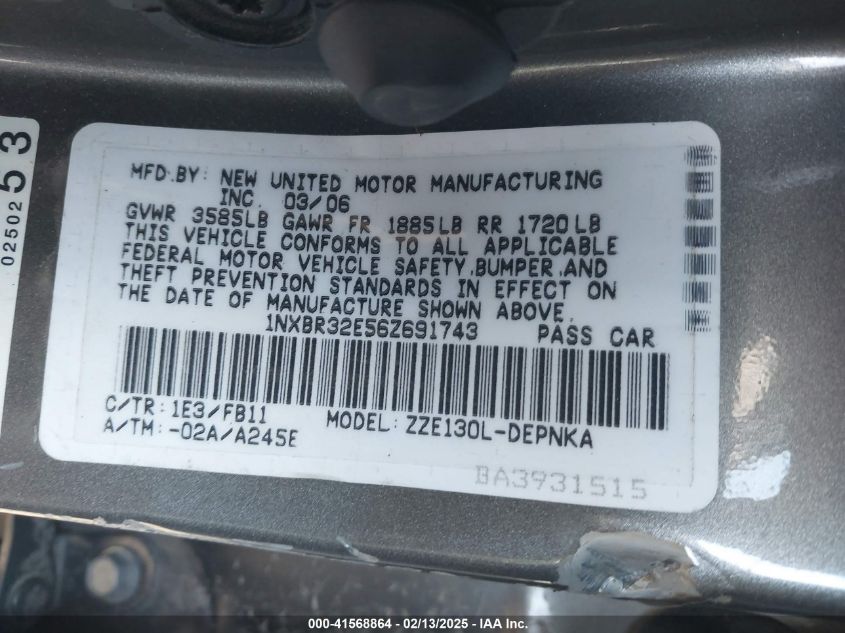 MFD.BY: NEW UNITED MOTOR MANUFACTURING
INC. 03/06
GVWR 3585LB GAWR FR 1885LB RR 1720LB
THIS VEHICLE CONFORMS TO ALL APPLICABLE
FEDERAL MOTOR VEHICLE SAFETY,BUMPER,AND
THEFT PREVENTION STANDARDS IN EFFECT ON
THE DATE OF MANUFACTURE SHOWN ABOVE.
1NXBR32E56Z691743 PASS CAR
C/TR: 1E3/FB11 MODEL: ZZE130L-DEPNKA
A/TM: -02A/A245E
BA3931515
02502
53
000-41568864 - 02/13/2025 - IAAI.COM